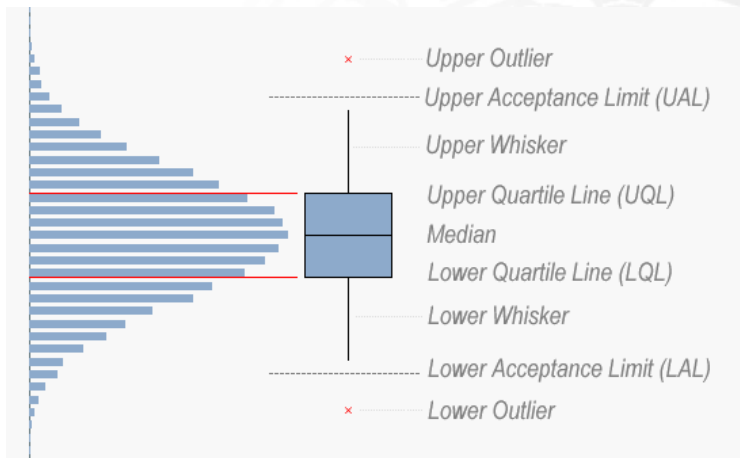 Upper Outlier
Upper Acceptance Limit (UAL)
Upper Whisker
Upper Quartile Line (UQL)
Median
Lower Quartile Line (LQL)
Lower Whisker
Lower Acceptance Limit (LAL)
Lower Outlier